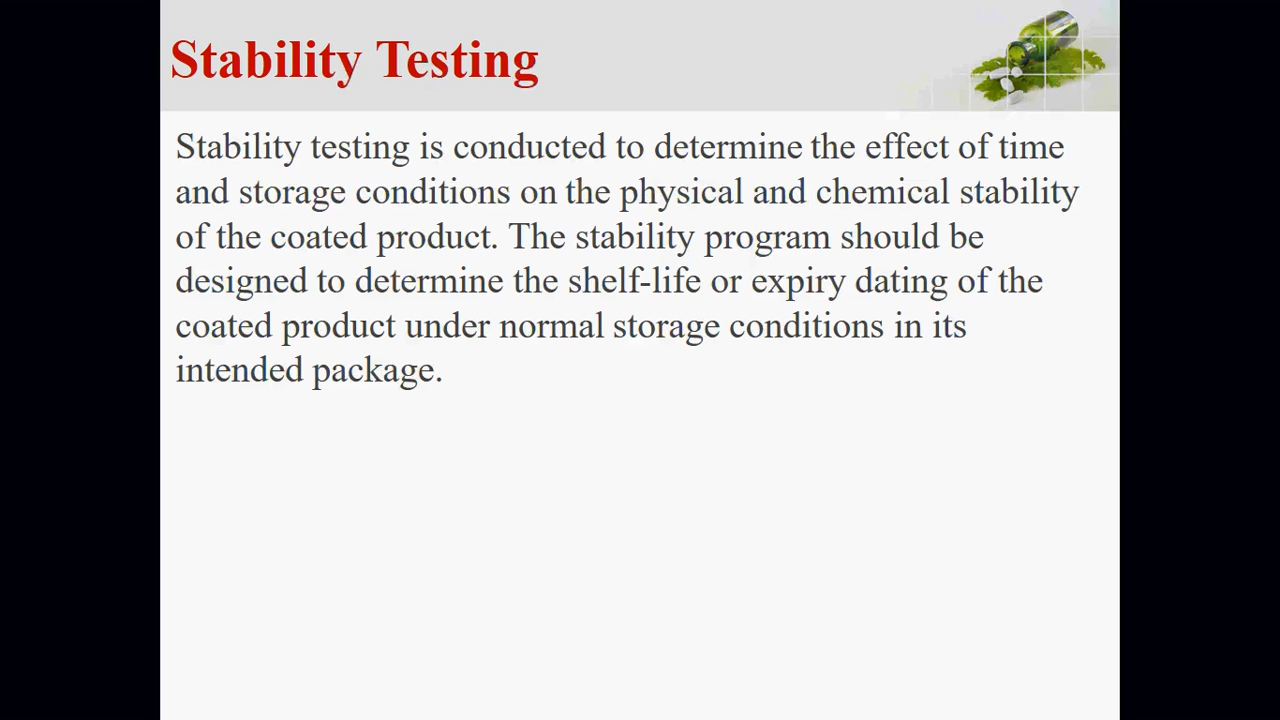 Stability Testing
Stability testing is conducted to determine the effect of time
and storage conditions on the physical and chemical stability
of the coated product. The stability program should be
designed to determine the shelf-life or expiry dating of the
coated product under normal storage conditions in its
intended package.